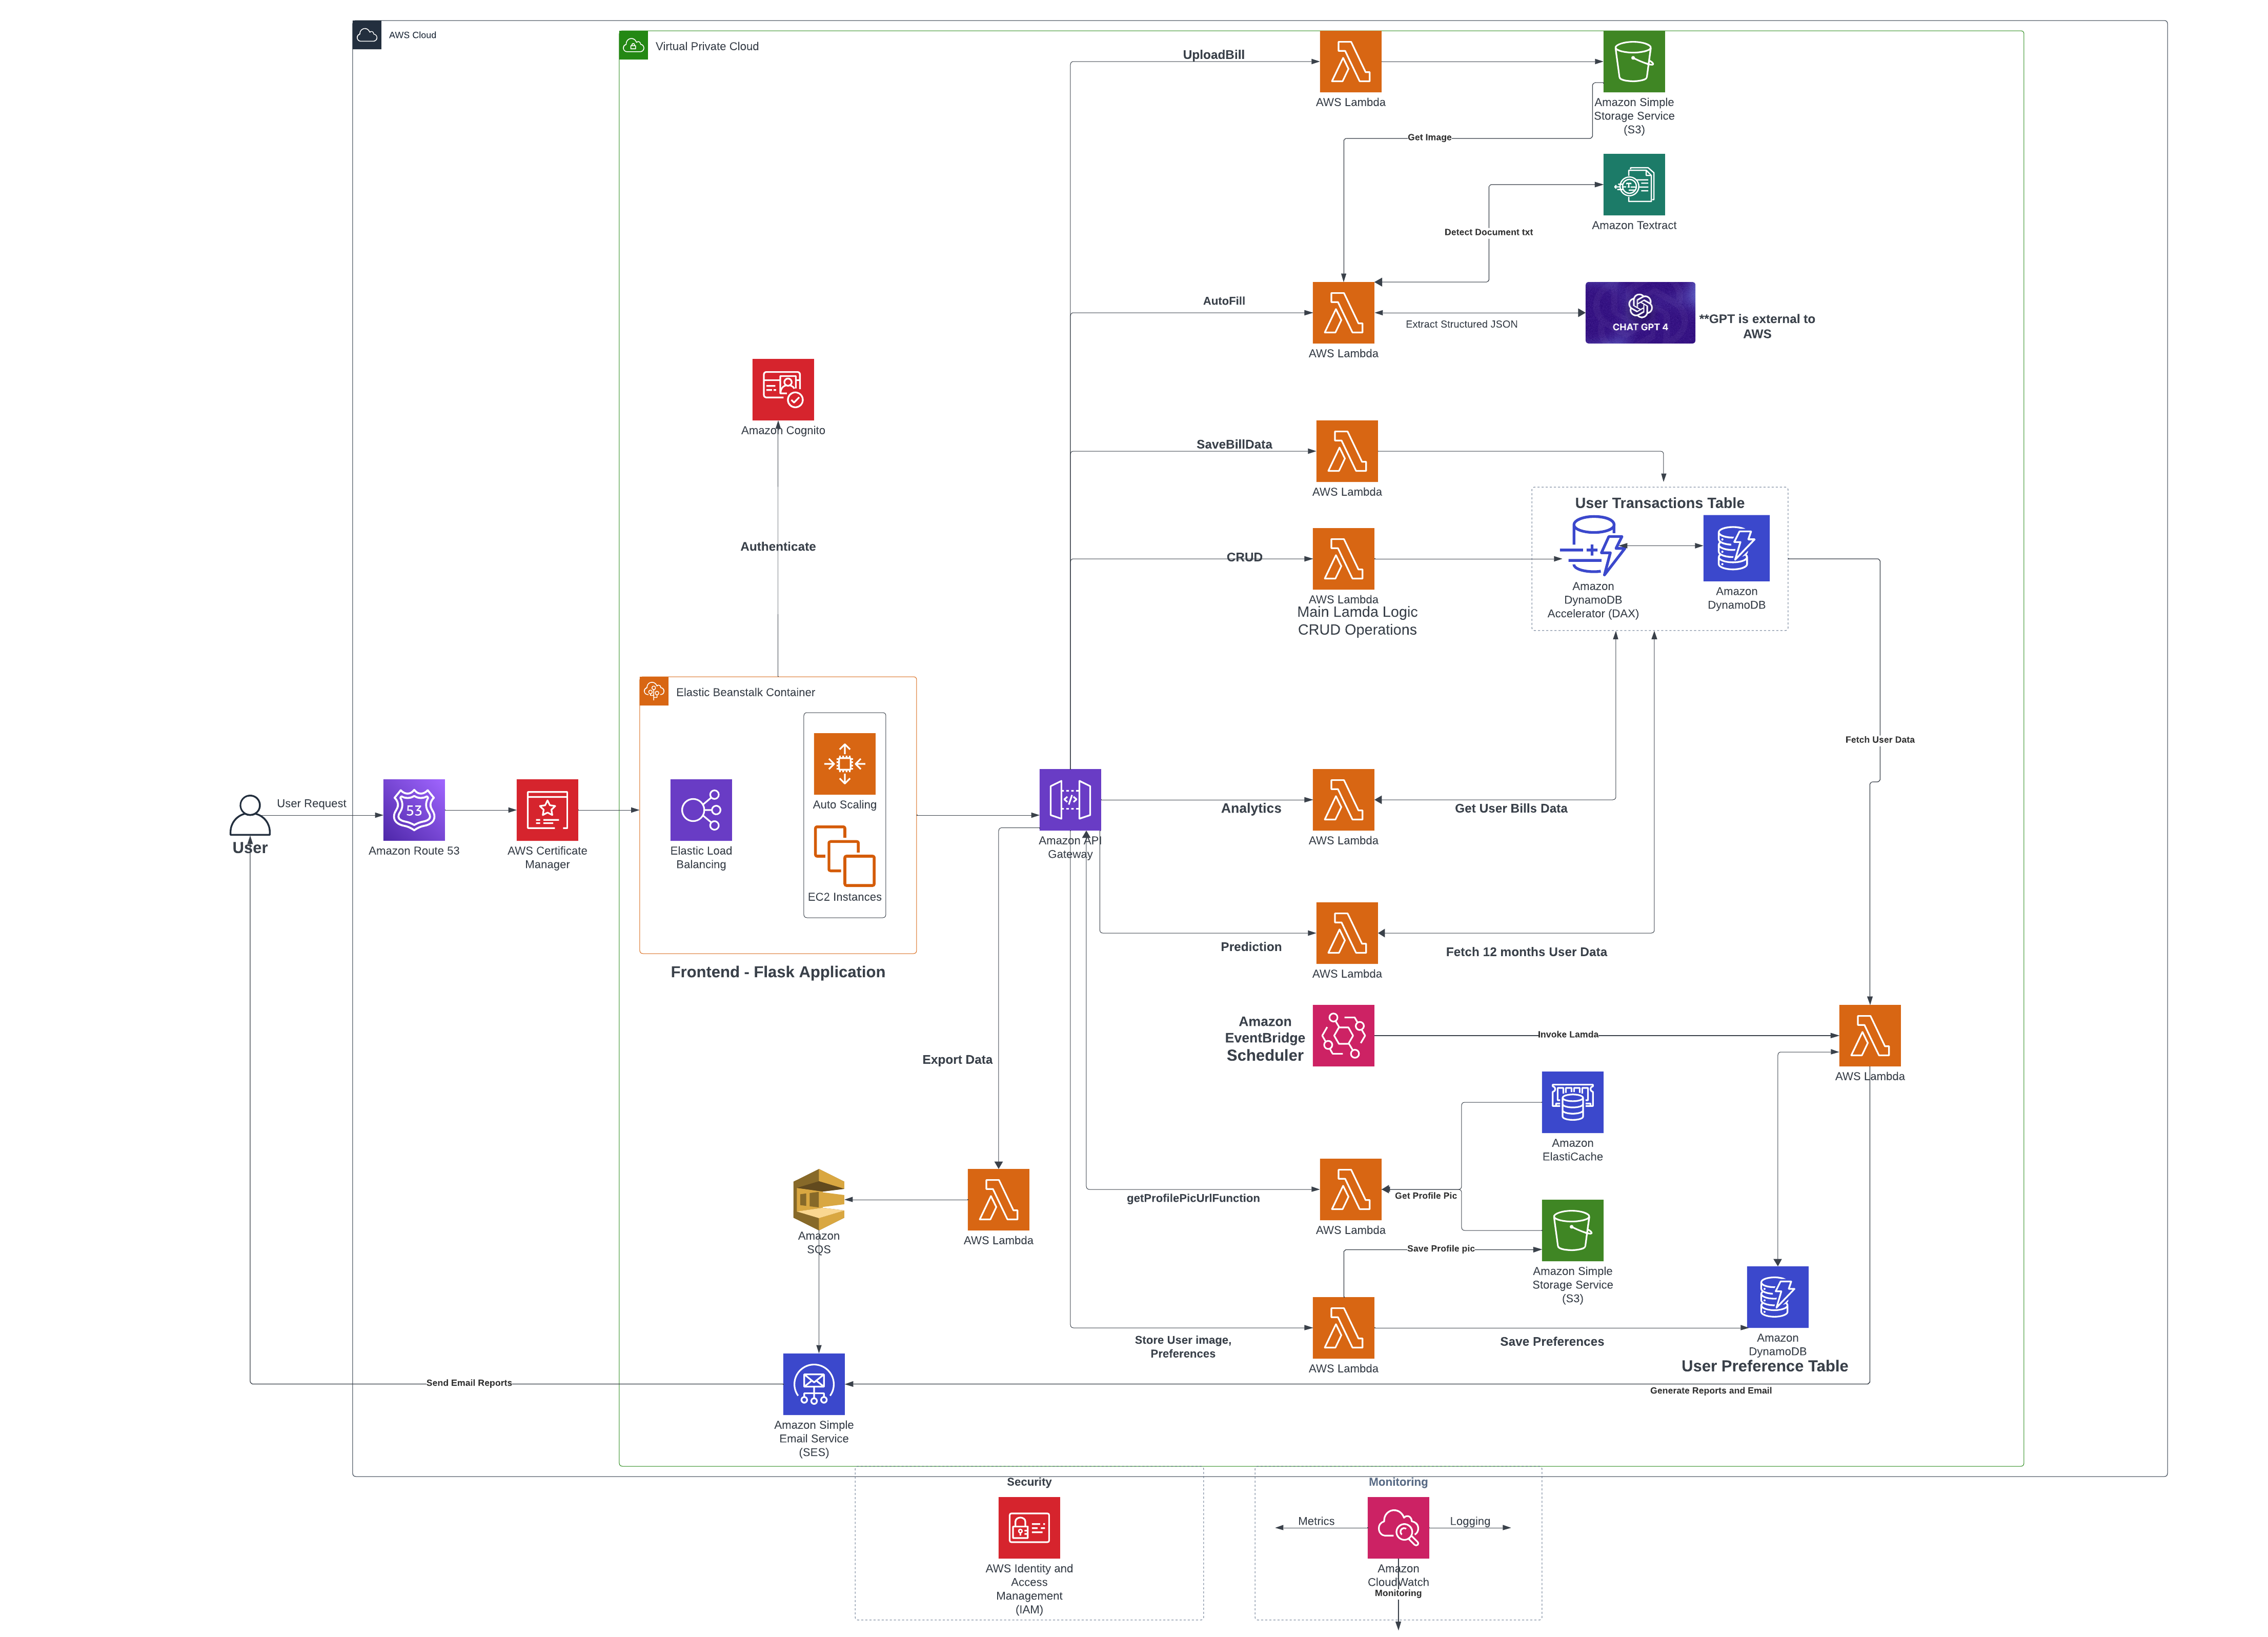 AWS Cloud
Virtual Private Cloud
UploadBill
AWS Lambda
Amazon Simple
Storage Service
(S3)
Get Image
Amazon Textract
Detect Document txt
AutoFill
AWS Lambda
Extract Structured JSON
CHAT GPT 4
**GPT is external to
AWS
Amazon Cognito
SaveBillData
AWS Lambda
Authenticate
User Transactions Table
CRUD
AWS Lambda
Main Lamda Logic
CRUD Operations
Amazon
DynamoDB
Accelerator (DAX)
Amazon
DynamoDB
Elastic Beanstalk Container
Fetch User Data
User Request
User
53
Amazon Route 53
AWS Certificate
Manager
Elastic Load
Balancing
Auto Scaling
EC2 Instances
Frontend - Flask Application
Amazon API
Gateway
Analytics
AWS Lambda
Get User Bills Data
Prediction
AWS Lambda
Fetch 12 months User Data
Amazon
EventBridge
Scheduler
Invoke Lamda
AWS Lambda
Export Data
Amazon
ElastiCache
Amazon
SQS
AWS Lambda
getProfilePicUrlFunction
AWS Lambda
Get Profile Pic
Save Profile pic
Amazon Simple
Storage Service
(S3)
Store User image,
Preferences
AWS Lambda
Save Preferences
Amazon
DynamoDB
User Preference Table
Send Email Reports
Generate Reports and Email
Amazon Simple
Email Service
(SES)
Security
AWS Identity and
Access
Management
(IAM)
Monitoring
Metrics
Logging
Amazon
CloudWatch
Monitoring